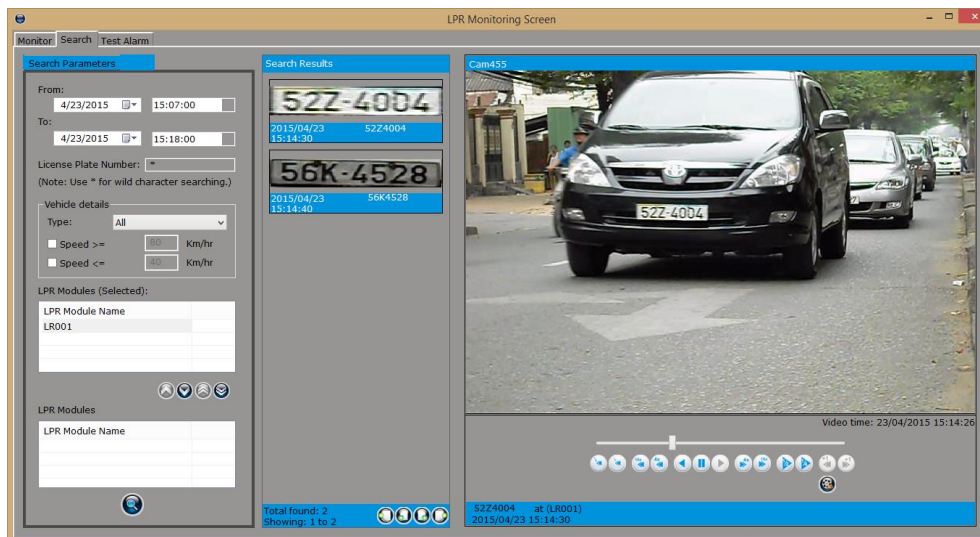 LPR Monitoring Screen
Monitor Search Test Alarm
Search Parameters
From:
4/23/2015 15:07:00
To:
4/23/2015 15:18:00
License Plate Number: *
(Note: Use * for wild character searching.)
Vehicle details
Type: All
Speed >= 80 Km/hr
Speed <= 40 Km/hr
LPR Modules (Selected):
LPR Module Name
LR001
LPR Modules
LPR Module Name
Search Results
52Z-4004
2015/04/23 52Z4004
15:14:30
56K-4528
2015/04/23 56K4528
15:14:40
Total found: 2
Showing: 1 to 2
Cam455
52Z-4004
Video time: 23/04/2015 15:14:26
52Z4004 at (LR001)
2015/04/23 15:14:30